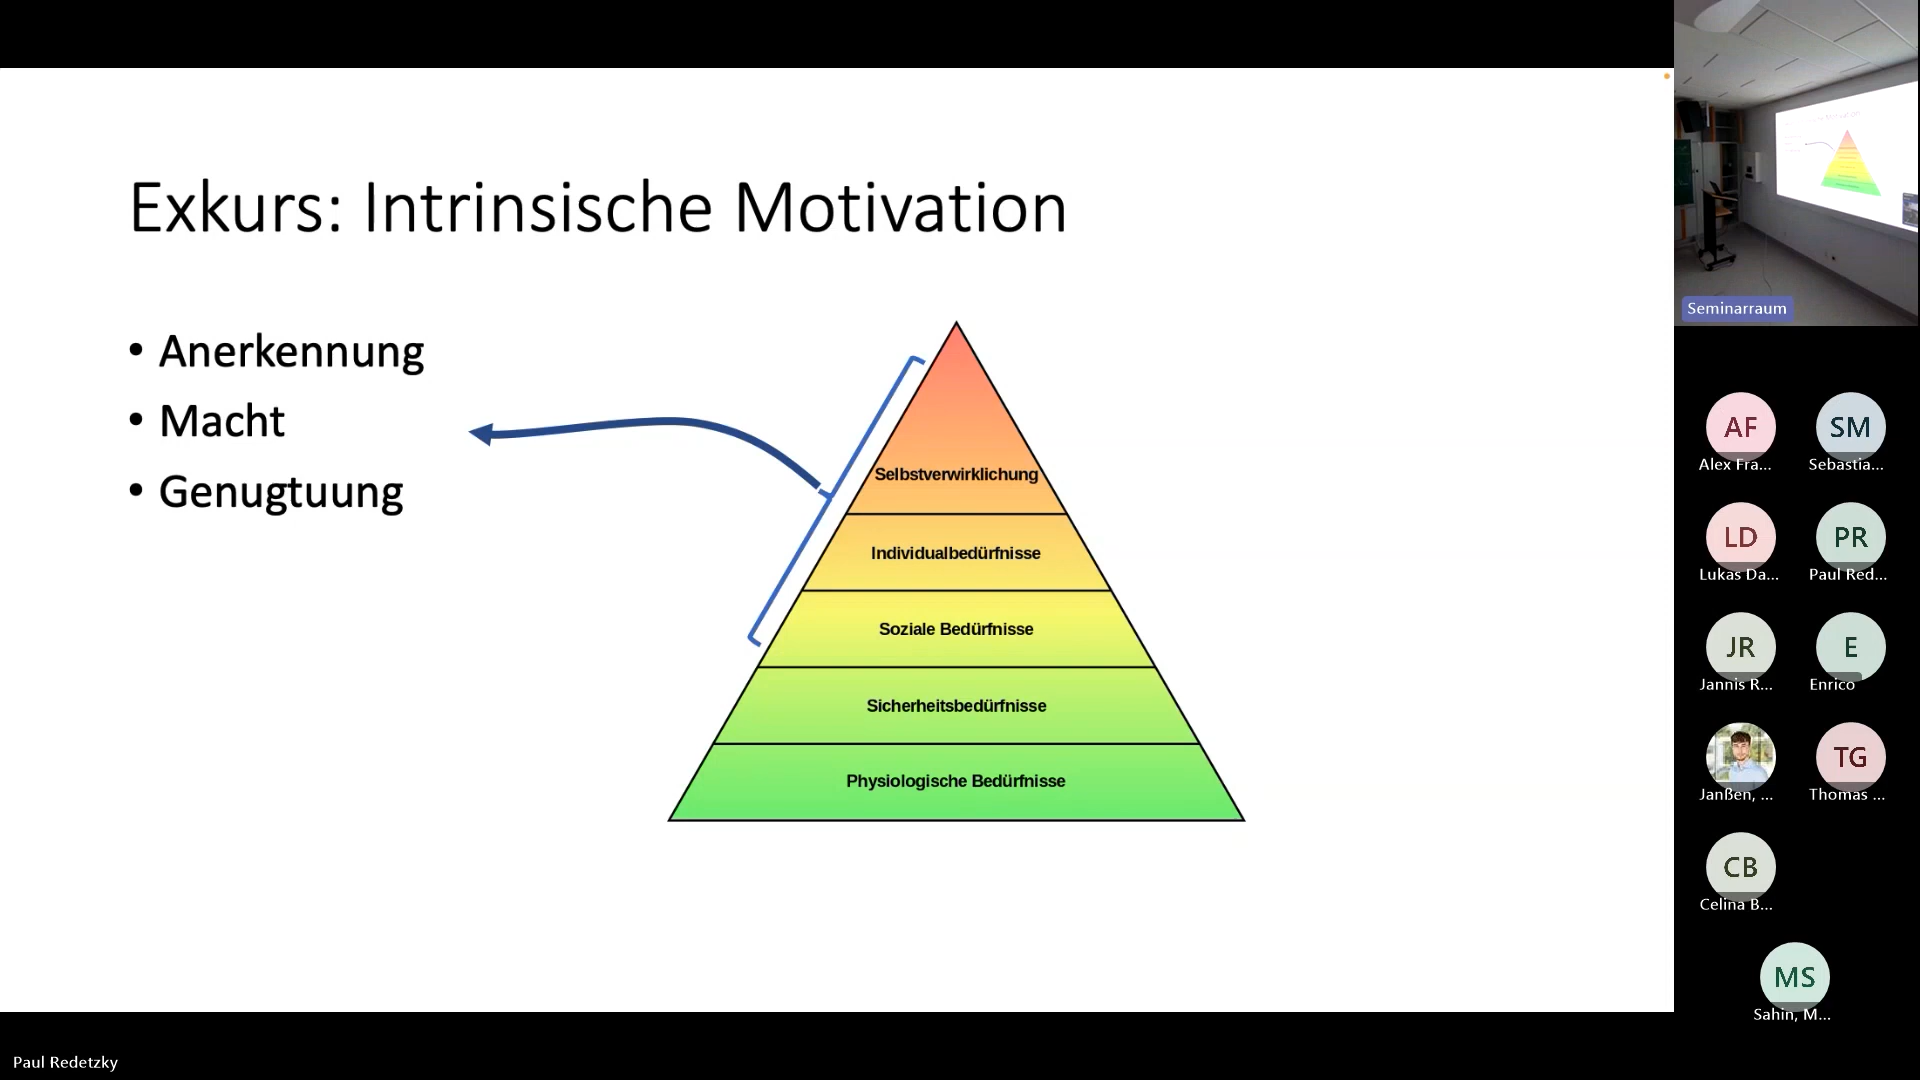 Exkurs: Intrinsische Motivation
• Anerkennung
• Macht
• Genugtuung
Selbstverwirklichung
Individualbedürfnisse
Soziale Bedürfnisse
Sicherheitsbedürfnisse
Physiologische Bedürfnisse
Seminarraum
AF
Alex Fra...
SM
Sebastia...
LD
Lukas Da...
PR
Paul Red...
JR
Jannis R...
E
Enrico
Janßen, ...
TG
Thomas ...
CB
Celina B...
MS
Sahin, M...
Paul Redetzky